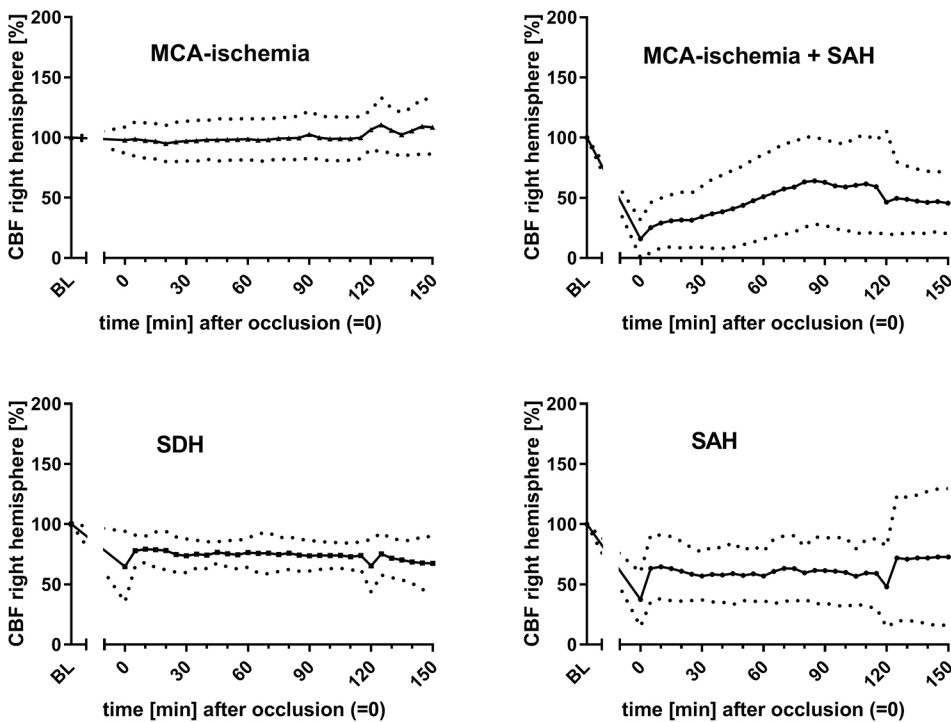 MCA-ischemia
CBF right hemisphere [%]
200
150
100
50
0
BL
0
30
60
90
120
150
time [min] after occlusion (=0)
MCA-ischemia + SAH
CBF right hemisphere [%]
200
150
100
50
0
BL
0
30
60
90
120
150
time [min] after occlusion (=0)
SDH
CBF right hemisphere [%]
200
150
100
50
0
BL
0
30
60
90
120
150
time [min] after occlusion (=0)
SAH
CBF right hemisphere [%]
200
150
100
50
0
BL
0
30
60
90
120
150
time [min] after occlusion (=0)